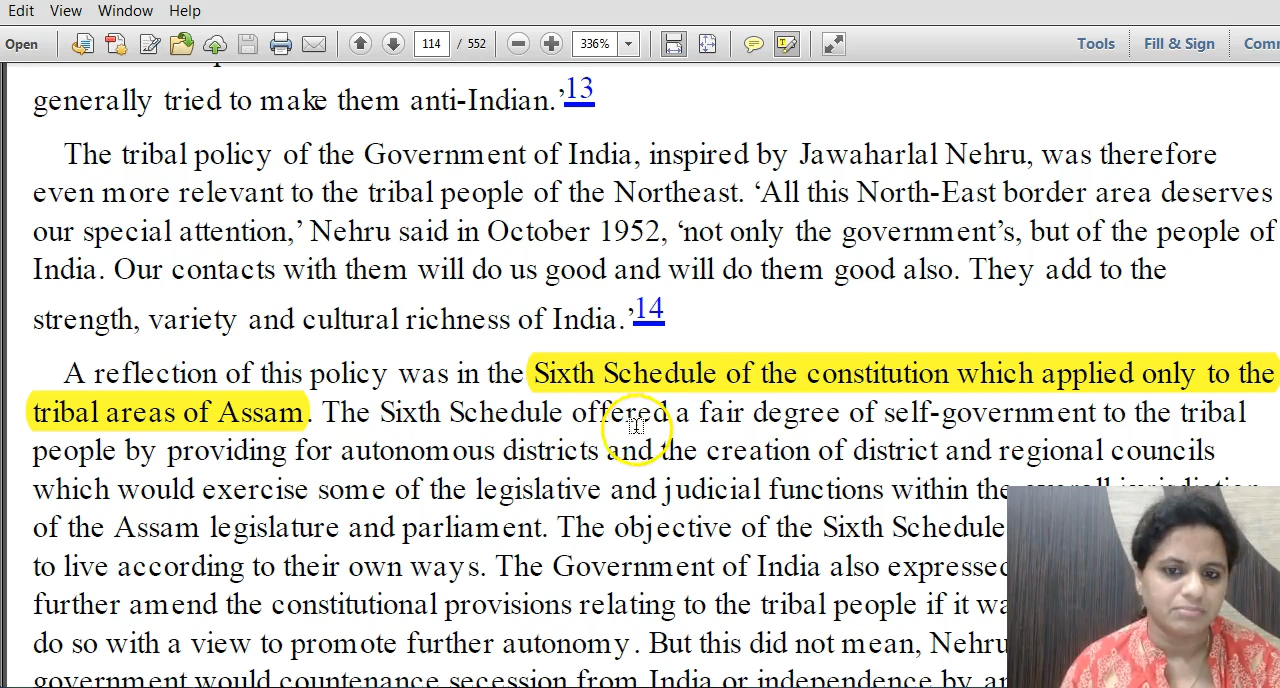 Edit View Window Help
Open 114 / 552 336% Tools Fill & Sign
generally tried to make them anti-Indian.’13
The tribal policy of the Government of India, inspired by Jawaharlal Nehru, was therefore
even more relevant to the tribal people of the Northeast. ‘All this North-East border area deserves
our special attention,’ Nehru said in October 1952, ‘not only the government’s, but of the people of
India. Our contacts with them will do us good and will do them good also. They add to the
strength, variety and cultural richness of India.’14
A reflection of this policy was in the Sixth Schedule of the constitution which applied only to the
tribal areas of Assam. The Sixth Schedule offered a fair degree of self-government to the tribal
people by providing for autonomous districts and the creation of district and regional councils
which would exercise some of the legislative and judicial functions within the overall jurisdiction
of the Assam legislature and parliament. The objective of the Sixth Schedule
to live according to their own ways. The Government of India also expressed
further amend the constitutional provisions relating to the tribal people if it
do so with a view to promote further autonomy. But this did not mean, Nehru
government would countenance secession from India or independence by